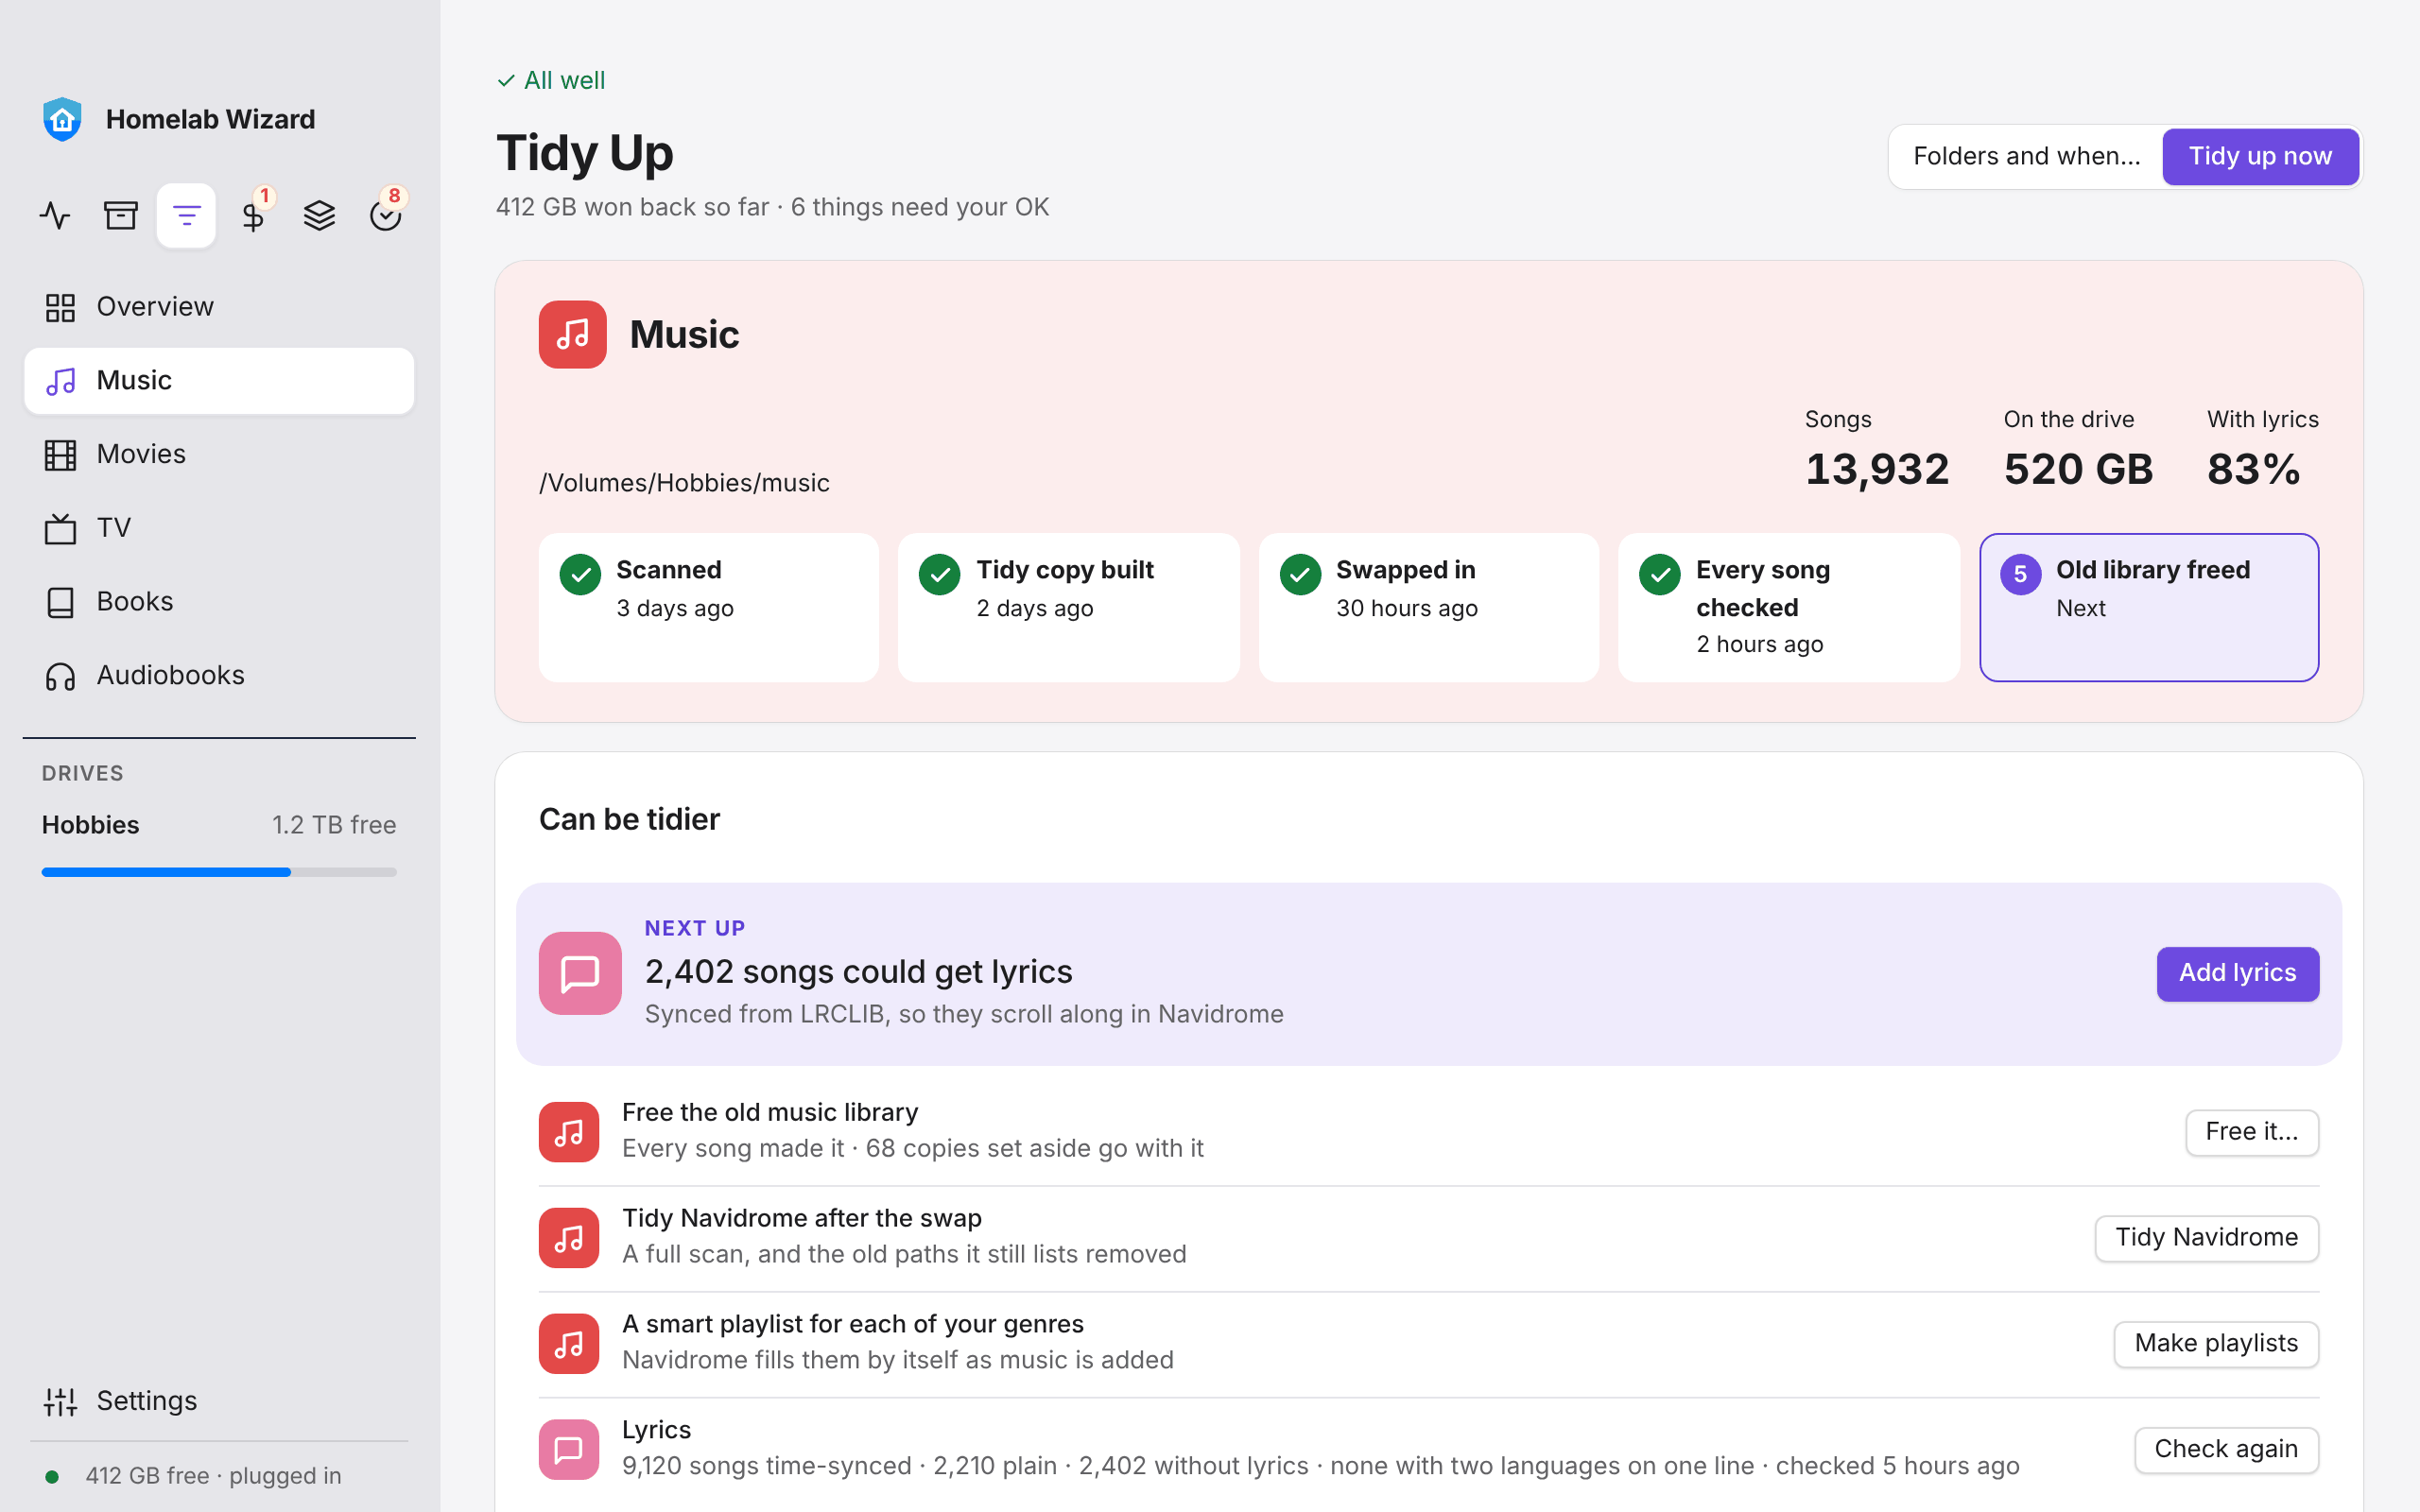 Homelab Wizard
1
8
Overview
Music
Movies
TV
Books
Audiobooks
DRIVES
Hobbies 1.2 TB free
Settings
412 GB free · plugged in
All well
Tidy Up
412 GB won back so far · 6 things need your OK
Folders and when... Tidy up now
Music
/Volumes/Hobbies/music
Songs On the drive With lyrics
13,932 520 GB 83%
Scanned
3 days ago
Tidy copy built
2 days ago
Swapped in
30 hours ago
Every song
checked
2 hours ago
5 Old library freed
Next
Can be tidier
NEXT UP
2,402 songs could get lyrics
Synced from LRCLIB, so they scroll along in Navidrome
Add lyrics
Free the old music library
Every song made it · 68 copies set aside go with it
Free it...
Tidy Navidrome after the swap
A full scan, and the old paths it still lists removed
Tidy Navidrome
A smart playlist for each of your genres
Navidrome fills them by itself as music is added
Make playlists
Lyrics
9,120 songs time-synced · 2,210 plain · 2,402 without lyrics · none with two languages on one line · checked 5 hours ago
Check again